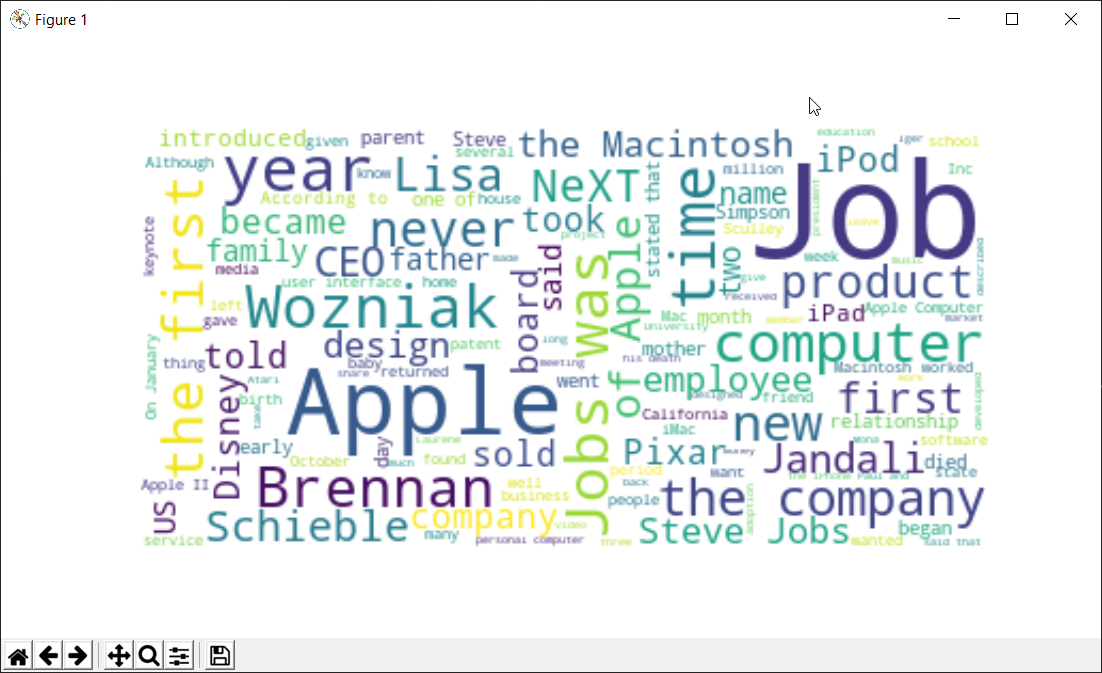 Figure 1
introduced
given
parent
Steve
several
the Macintosh
education
iger
school
Although
year
know
Lisa
NeXT
stated that
time
million
iPod
Inc
Job
According to
one of
house
name
Simpson
Sculley
president
leave
keynote
the first
became
never
took
project
family
CEO
father
made
said
Jobs was
of Apple
two
week
music
give
received
product
described
media
user interface
home
left
gave
Wozniak
board
Mac
month
university
member
iPad
Apple Computer
market
On January
thing
told
design
patent
long
meeting
his death
mother
computer
baby
share
returned
Macintosh
worked
work
Disney
Atari
birth
take
Apple
went
employee
designed
friend
first
developed
California
iMac
new
relationship
early
day
Laurene
much
found
sold
October
Pixar
Mona
software
Jandali
died
state
the iPhone
Paul and
Apple II
US
Brennan
well
business
period
back
people
want
adoption
the company
service
Schieble
many
company
video
personal computer
three
Steve Jobs
wanted
began
said that